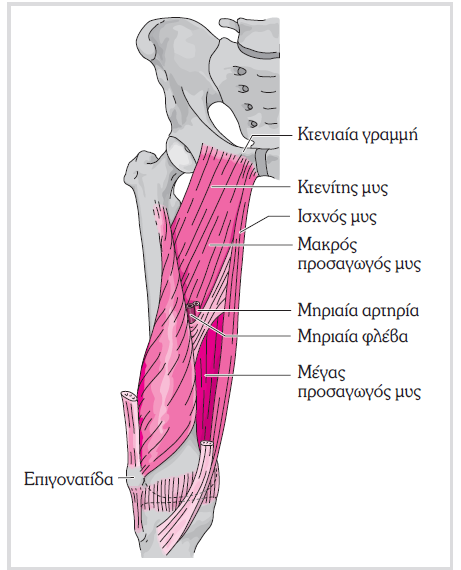 Κτενιαία γραμμή
Κτενίτης μυς
Ισχνός μυς
Μακρός
προσαγωγός μυς
Μηριαία αρτηρία
Μηριαία φλέβα
Μέγας
προσαγωγός μυς
Επιγονατίδα